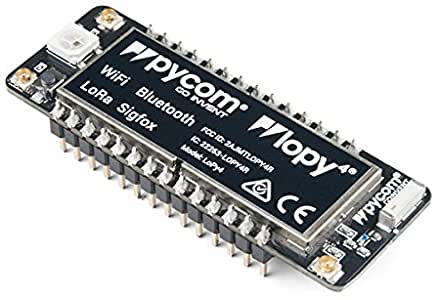 pycom®
GO INVENT
WiFi Bluetooth
LoRa Sigfox
lopy4®
FCC ID: 2AJMTLOPY4R
IC: 22263-LOPY4R
Model: LoPy4
CE
pycom®